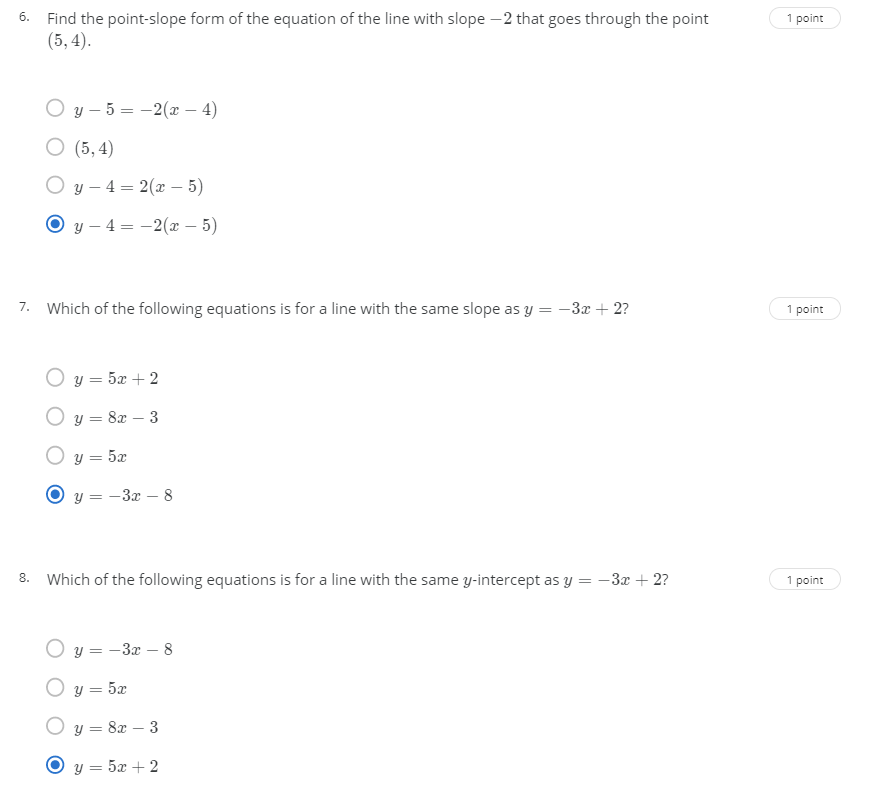 6. Find the point-slope form of the equation of the line with slope −2 that goes through the point 1 point
(5, 4).
y − 5 = −2(x − 4)
(5, 4)
y − 4 = 2(x − 5)
y − 4 = −2(x − 5)
7. Which of the following equations is for a line with the same slope as y = −3x + 2? 1 point
y = 5x + 2
y = 8x − 3
y = 5x
y = −3x − 8
8. Which of the following equations is for a line with the same y-intercept as y = −3x + 2? 1 point
y = −3x − 8
y = 5x
y = 8x − 3
y = 5x + 2